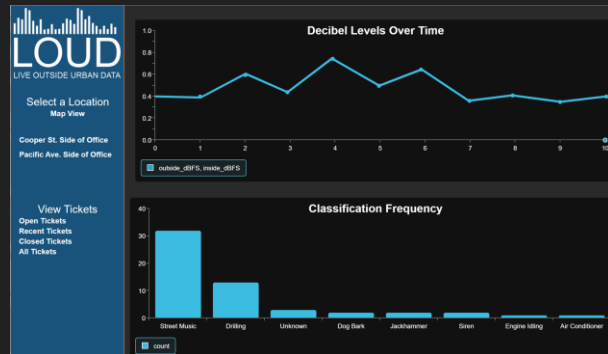 LOUD
LIVE OUTSIDE URBAN DATA
Select a Location
Map View
Cooper St. Side of Office
Pacific Ave. Side of Office
View Tickets
Open Tickets
Recent Tickets
Closed Tickets
All Tickets
Decibel Levels Over Time
1.0
0.8
0.6
0.4
0.2
0.0
0 1 2 3 4 5 6 7 8 9 10
outside_dBFS, inside_dBFS
Classification Frequency
40
30
20
10
0
Street Music Drilling Unknown Dog Bark Jackhammer Siren Engine Idling Air Conditioner
count